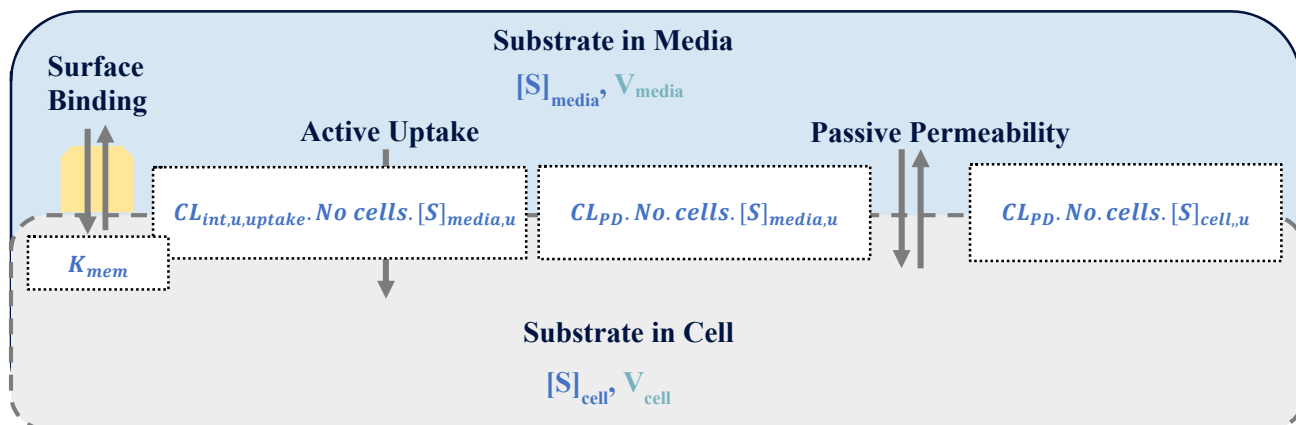 Substrate in Media
[S]media, Vmedia
Surface
Binding
Active Uptake
Passive Permeability
CLint,u,uptake. No cells. [S]media,u
CLPD. No. cells. [S]media,u
CLPD. No. cells. [S]cell,,u
Kmem
Substrate in Cell
[S]cell, Vcell